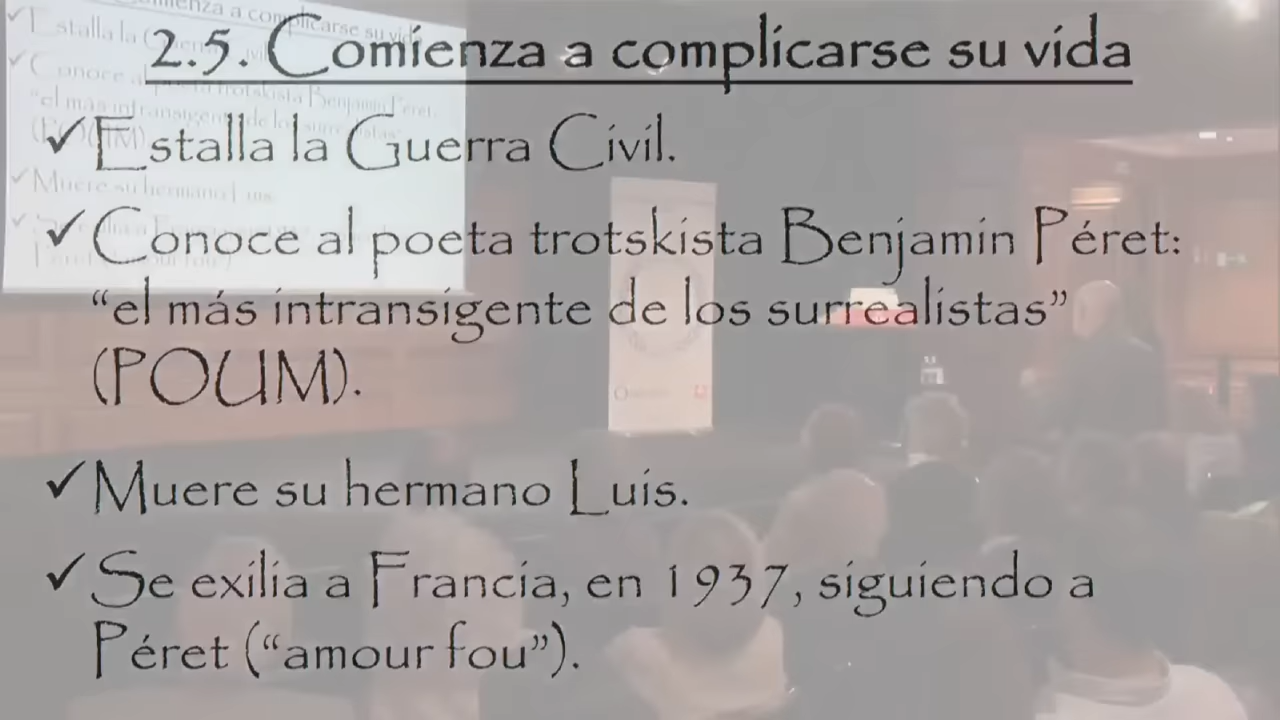 2.5. Comienza a complicarse su vida
✓Estalla la Guerra Civil.
✓Conoce al poeta trotskista Benjamin Péret:
“el más intransigente de los surrealistas”
(POUM).
✓Muere su hermano Luis.
✓Se exilia a Francia, en 1937, siguiendo a
Péret (“amour fou”).